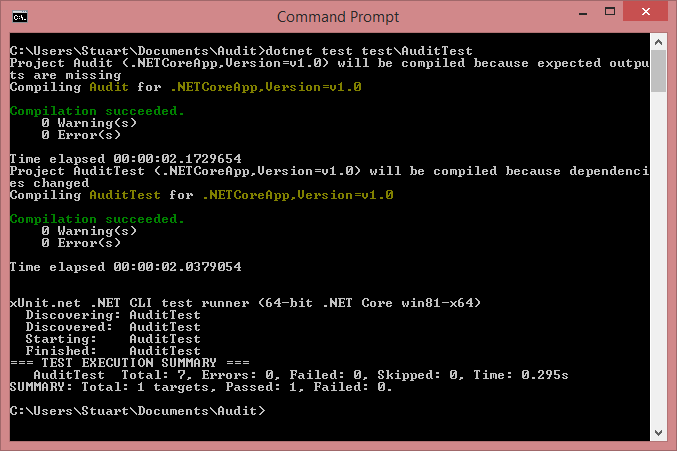 Command Prompt
C:\Users\Stuart\Documents\Audit>dotnet test test\AuditTest
Project Audit (.NETCoreApp,Version=v1.0) will be compiled because expected outpu
ts are missing
Compiling Audit for .NETCoreApp,Version=v1.0
Compilation succeeded.
    0 Warning(s)
    0 Error(s)
Time elapsed 00:00:02.1729654
Project AuditTest (.NETCoreApp,Version=v1.0) will be compiled because dependenci
es changed
Compiling AuditTest for .NETCoreApp,Version=v1.0
Compilation succeeded.
    0 Warning(s)
    0 Error(s)
Time elapsed 00:00:02.0379054
xUnit.net .NET CLI test runner (64-bit .NET Core win81-x64)
  Discovering: AuditTest
  Discovered:  AuditTest
  Starting:    AuditTest
  Finished:    AuditTest
=== TEST EXECUTION SUMMARY ===
   AuditTest  Total: 7, Errors: 0, Failed: 0, Skipped: 0, Time: 0.295s
SUMMARY: Total: 1 targets, Passed: 1, Failed: 0.
C:\Users\Stuart\Documents\Audit>